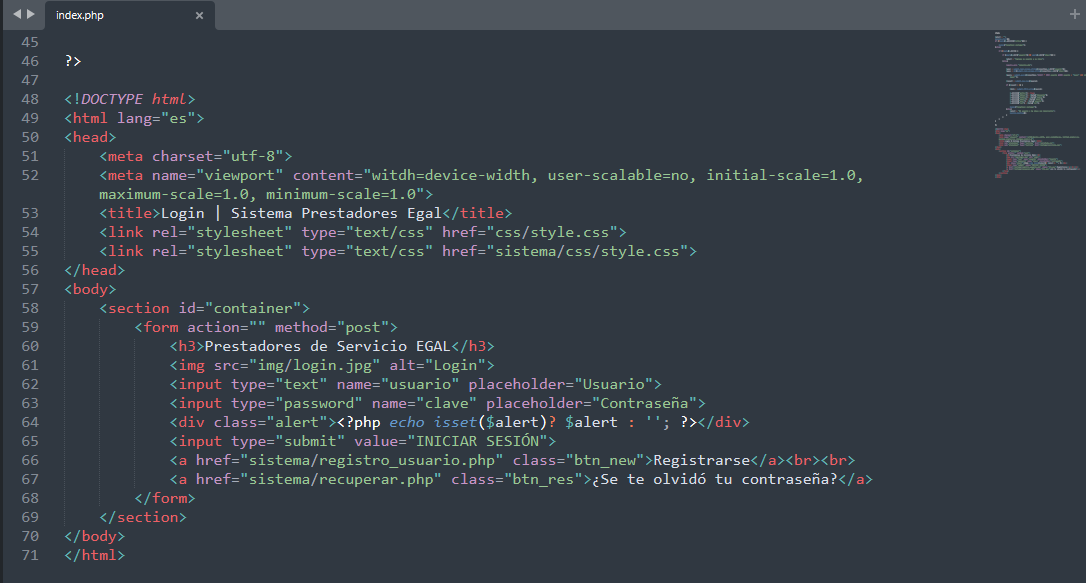 index.php
45
46 ?>
47
48 <!DOCTYPE html>
49 <html lang="es">
50 <head>
51 <meta charset="utf-8">
52 <meta name="viewport" content="witdh=device-width, user-scalable=no, initial-scale=1.0,
maximum-scale=1.0, minimum-scale=1.0">
53 <title>Login | Sistema Prestadores Egal</title>
54 <link rel="stylesheet" type="text/css" href="css/style.css">
55 <link rel="stylesheet" type="text/css" href="sistema/css/style.css">
56 </head>
57 <body>
58 <section id="container">
59 <form action="" method="post">
60 <h3>Prestadores de Servicio EGAL</h3>
61 <img src="img/login.jpg" alt="Login">
62 <input type="text" name="usuario" placeholder="Usuario">
63 <input type="password" name="clave" placeholder="Contraseña">
64 <div class="alert"><?php echo isset($alert)? $alert : ''; ?></div>
65 <input type="submit" value="INICIAR SESIÓN">
66 <a href="sistema/registro_usuario.php" class="btn_new">Registrarse</a><br><br>
67 <a href="sistema/recuperar.php" class="btn_res">¿Se te olvidó tu contraseña?</a>
68 </form>
69 </section>
70 </body>
71 </html>